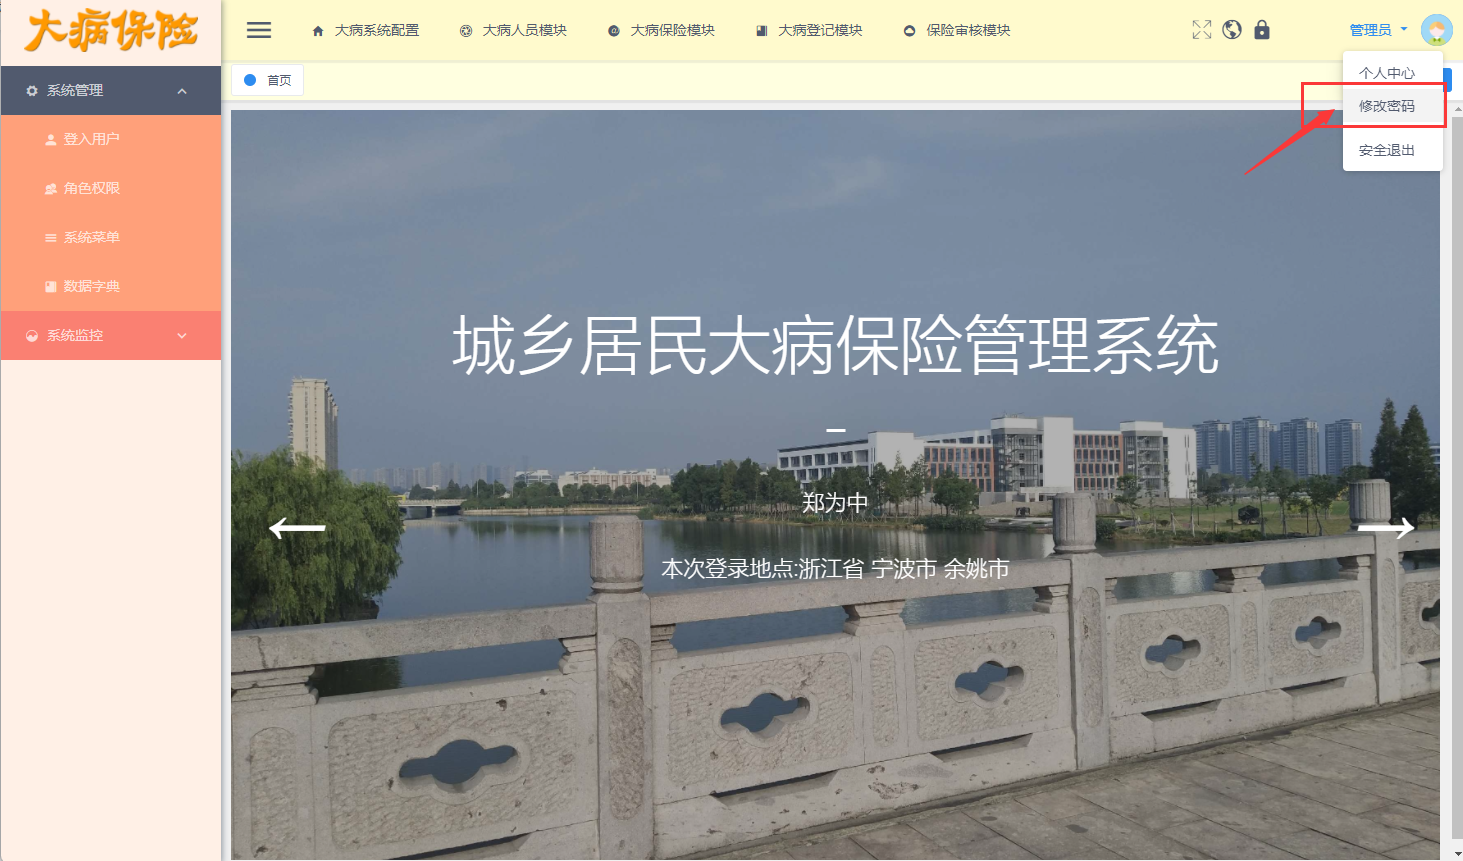 大病保险
大病系统配置
大病人员模块
大病保险模块
大病登记模块
保险审核模块
管理员
系统管理
首页
个人中心
修改密码
安全退出
登入用户
角色权限
系统菜单
数据字典
系统监控
城乡居民大病保险管理系统
郑为中
本次登录地点:浙江省 宁波市 余姚市